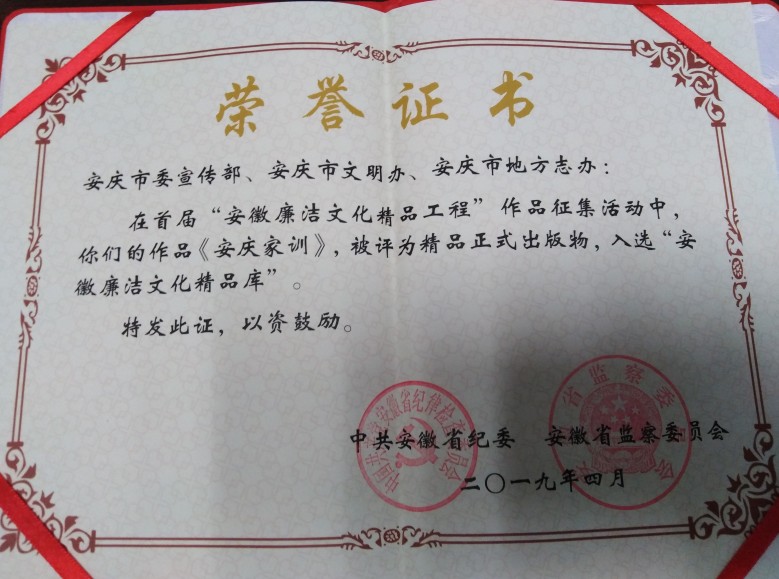 荣誉证书
安庆市委宣传部、安庆市文明办、安庆市地方志办：
在首届“安徽廉洁文化精品工程”作品征集活动中，
你们的作品《安庆家训》，被评为精品正式出版物，入选“安
徽廉洁文化精品库”。
特发此证，以资鼓励。
中共安徽省纪委 安徽省监察委员会
二〇一九年四月